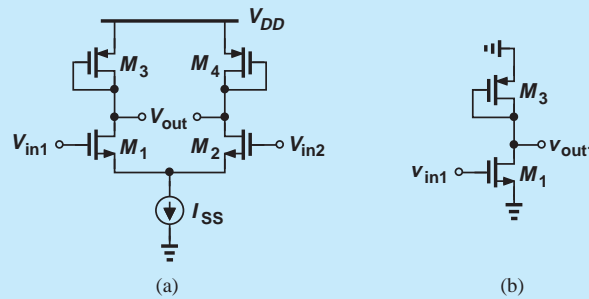 V_DD
M_3
M_4
V_out
V_in1
M_1
M_2
V_in2
I_SS
(a)
M_3
v_out1
v_in1
M_1
(b)